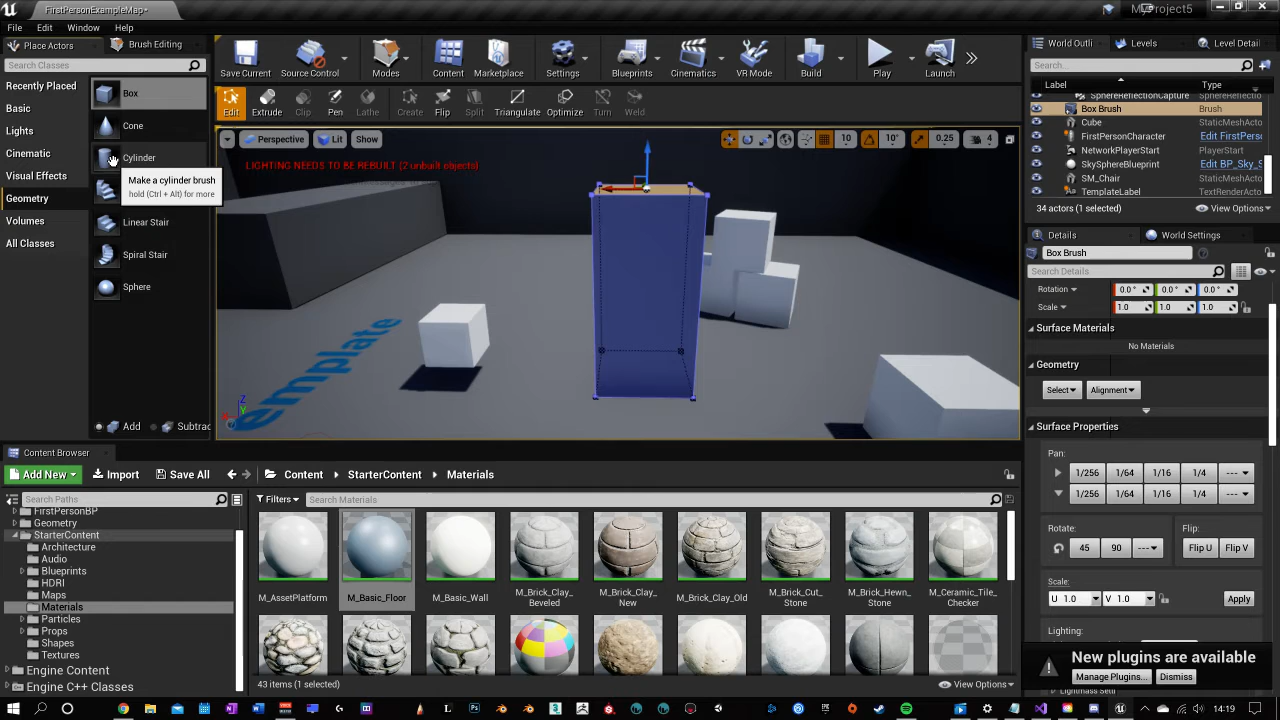 FirstPersonExampleMap*
MyProject5
File Edit Window Help
Place Actors Brush Editing
Search Classes
Recently Placed
Basic
Lights
Cinematic
Visual Effects
Geometry
Volumes
All Classes
Box
Cone
Cylinder
Make a cylinder brush
hold (Ctrl + Alt) for more
Linear Stair
Spiral Stair
Sphere
Add Subtrac
Save Current Source Control Modes Content Marketplace Settings Blueprints Cinematics VR Mode Build Play Launch
Edit Extrude Clip Pen Lathe Create Flip Split Triangulate Optimize Turn Weld
Perspective Lit Show 10 10° 0.25 4
LIGHTING NEEDS TO BE REBUILT (2 unbuilt objects)
emplate
Z
Y
World Outli Levels Level Detai
Search...
Label Type
SphereReflectionCapture SphereReflecti
Box Brush Brush
Cube StaticMeshAct
FirstPersonCharacter Edit FirstPerso
NetworkPlayerStart PlayerStart
SkySphereBlueprint Edit BP_Sky_S
SM_Chair StaticMeshAct
TemplateLabel TextRenderAct
34 actors (1 selected) View Options
Details World Settings
Box Brush
Search Details
Rotation 0.0° 0.0° 0.0°
Scale 1.0 1.0 1.0
Surface Materials
No Materials
Geometry
Select Alignment
Surface Properties
Pan:
1/256 1/64 1/16 1/4 ---
1/256 1/64 1/16 1/4 ---
Rotate: Flip:
45 90 --- Flip U Flip V
Scale:
U 1.0 V 1.0 Apply
Lighting:
New plugins are available
Manage Plugins... Dismiss
Lightmass Setti
Content Browser
Add New Import Save All Content StarterContent Materials
Search Paths
Filters Search Materials
FirstPersonBP
Geometry
StarterContent
Architecture
Audio
Blueprints
HDRI
Maps
Materials
Particles
Props
Shapes
Textures
Engine Content
Engine C++ Classes
M_AssetPlatform
M_Basic_Floor
M_Basic_Wall
M_Brick_Clay_
Beveled
M_Brick_Clay_
New
M_Brick_Clay_Old
M_Brick_Cut_
Stone
M_Brick_Hewn_
Stone
M_Ceramic_Tile_
Checker
43 items (1 selected) View Options
14:19